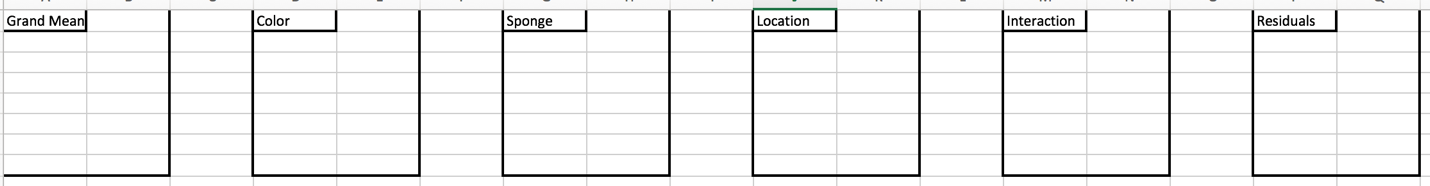 Grand Mean Color Sponge Location Interaction Residuals